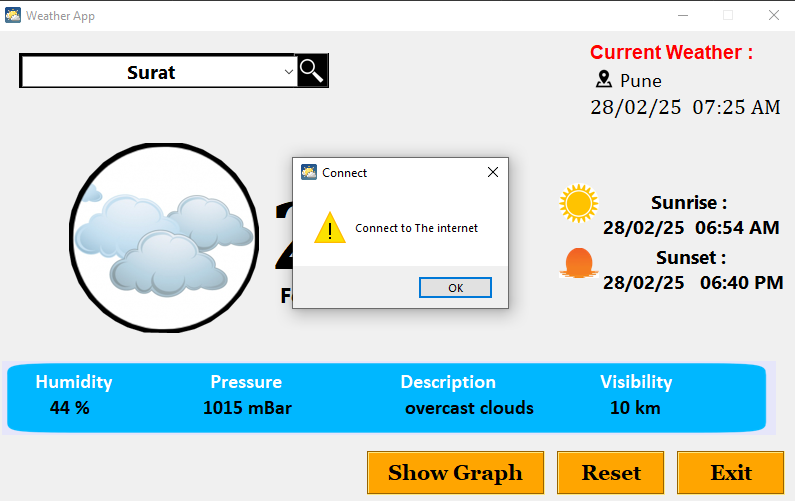 Weather App
Surat
Current Weather :
Pune
28/02/25 07:25 AM
Connect
Connect to The internet
OK
Sunrise :
28/02/25 06:54 AM
Sunset :
28/02/25 06:40 PM
Humidity Pressure Description Visibility
44 % 1015 mBar overcast clouds 10 km
Show Graph Reset Exit